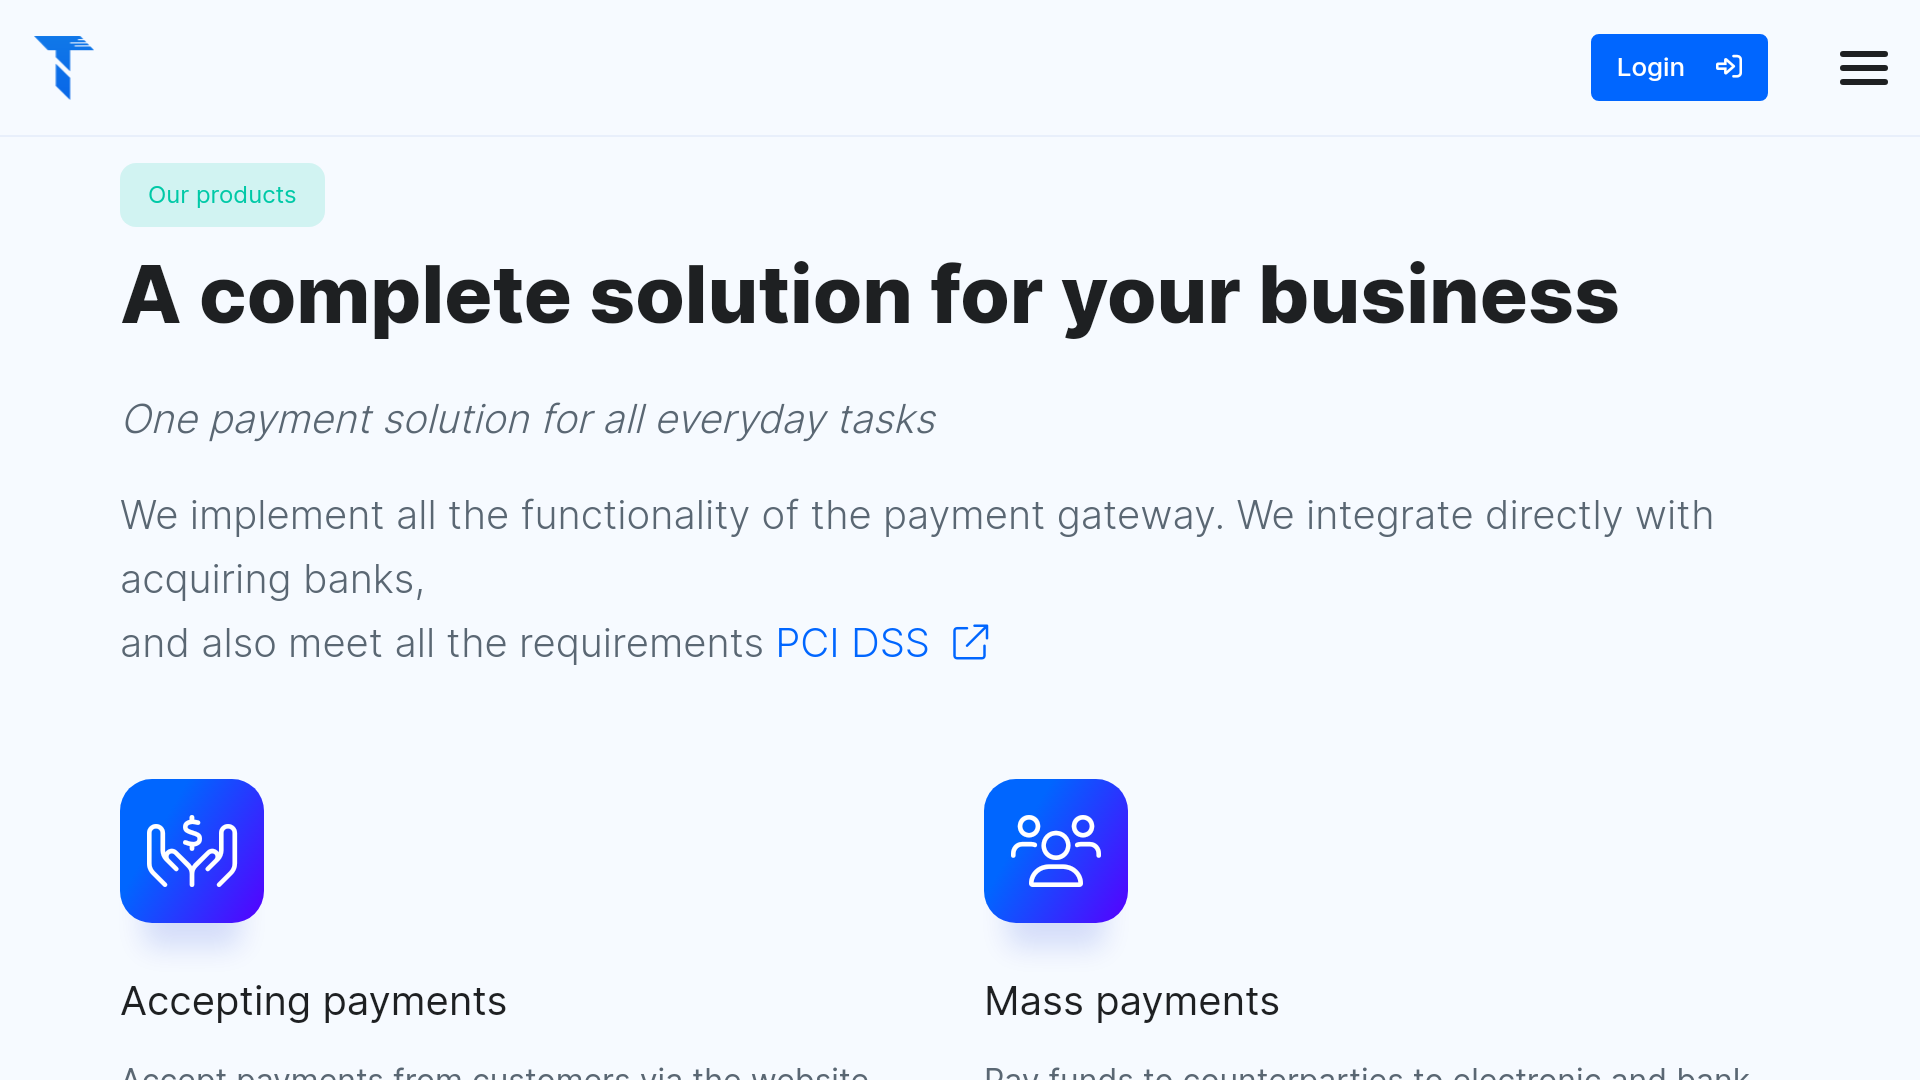 Login
Our products
A complete solution for your business
One payment solution for all everyday tasks
We implement all the functionality of the payment gateway. We integrate directly with
acquiring banks,
and also meet all the requirements PCI DSS
Accepting payments
Mass payments
Accept payments from customers via the website
Pay funds to counterparties to electronic and bank